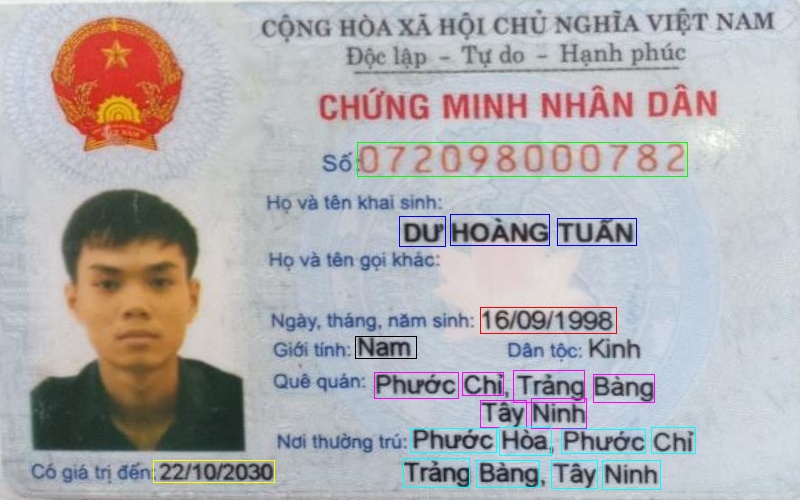 CỘNG HÒA XÃ HỘI CHỦ NGHĨA VIỆT NAM
Độc lập - Tự do - Hạnh phúc
CHỨNG MINH NHÂN DÂN
Số: 072098000782
Họ và tên khai sinh:
DƯ HOÀNG TUẤN
Họ và tên gọi khác:
Ngày, tháng, năm sinh: 16/09/1998
Giới tính: Nam Dân tộc: Kinh
Quê quán: Phước Chỉ, Trảng Bàng
Tây Ninh
Nơi thường trú: Phước Hòa, Phước Chỉ
Trảng Bàng, Tây Ninh
Có giá trị đến: 22/10/2030